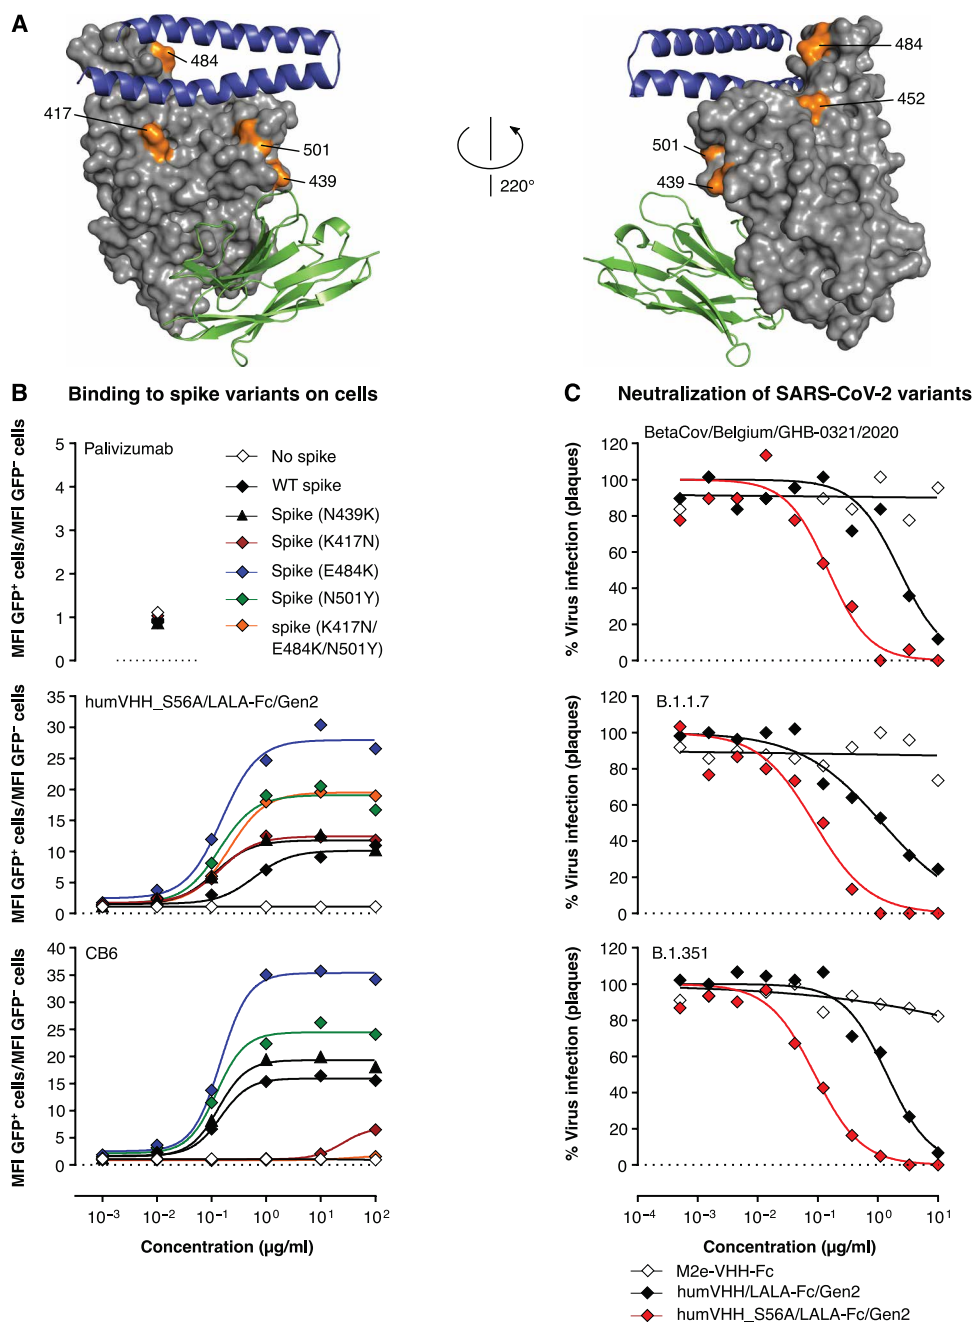 A
484
417
501
439
220°
484
452
501
439
B Binding to spike variants on cells
MFI GFP⁺ cells/MFI GFP⁻ cells
5
4
3
2
1
0
Palivizumab
No spike
WT spike
Spike (N439K)
Spike (K417N)
Spike (E484K)
Spike (N501Y)
spike (K417N/
E484K/N501Y)
MFI GFP⁺ cells/MFI GFP⁻ cells
35
30
25
20
15
10
5
0
humVHH_S56A/LALA-Fc/Gen2
MFI GFP⁺ cells/MFI GFP⁻ cells
40
35
30
25
20
15
10
5
0
CB6
10⁻³ 10⁻² 10⁻¹ 10⁰ 10¹ 10²
Concentration (µg/ml)
C Neutralization of SARS-CoV-2 variants
BetaCov/Belgium/GHB-0321/2020
% Virus infection (plaques)
120
100
80
60
40
20
0
B.1.1.7
% Virus infection (plaques)
120
100
80
60
40
20
0
B.1.351
% Virus infection (plaques)
120
100
80
60
40
20
0
10⁻⁴ 10⁻³ 10⁻² 10⁻¹ 10⁰ 10¹
Concentration (µg/ml)
M2e-VHH-Fc
humVHH/LALA-Fc/Gen2
humVHH_S56A/LALA-Fc/Gen2